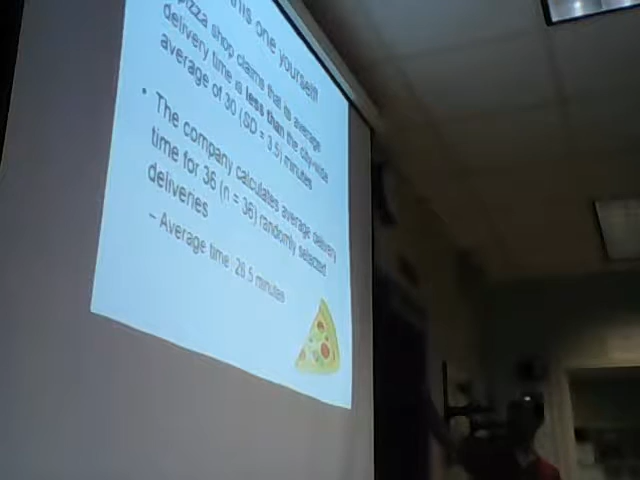 this one yourself!
pizza shop claims that its average
delivery time is less than the city-wide
average of 30 (SD = 3.5) minutes
• The company calculates average delivery
time for 36 (n = 36) randomly selected
deliveries
– Average time: 28.5 minutes